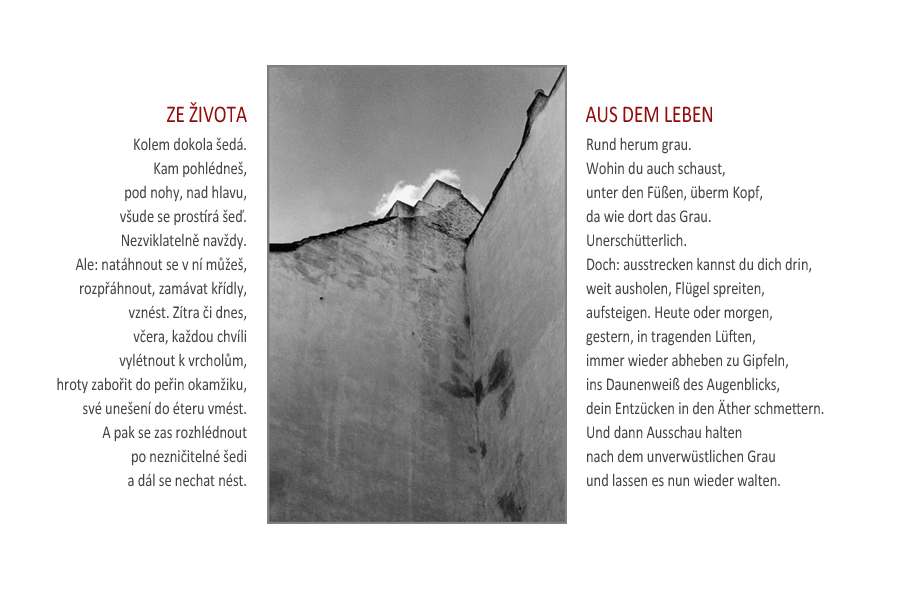 ZE ŽIVOTA
Kolem dokola šedá.
Kam pohlédneš,
pod nohy, nad hlavu,
všude se prostírá šeď.
Nezviklatelně navždy.
Ale: natáhnout se v ní můžeš,
rozpřáhnout, zamávat křídly,
vznést. Zítra či dnes,
včera, každou chvíli
vylétnout k vrcholům,
hroty zabořit do peřin okamžiku,
své unešení do éteru vmést.
A pak se zas rozhlédnout
po nezničitelné šedi
a dál se nechat nést.
AUS DEM LEBEN
Rund herum grau.
Wohin du auch schaust,
unter den Füßen, überm Kopf,
da wie dort das Grau.
Unerschütterlich.
Doch: ausstrecken kannst du dich drin,
weit ausholen, Flügel spreiten,
aufsteigen. Heute oder morgen,
gestern, in tragenden Lüften,
immer wieder abheben zu Gipfeln,
ins Daunenweiß des Augenblicks,
dein Entzücken in den Äther schmettern.
Und dann Ausschau halten
nach dem unverwüstlichen Grau
und lassen es nun wieder walten.